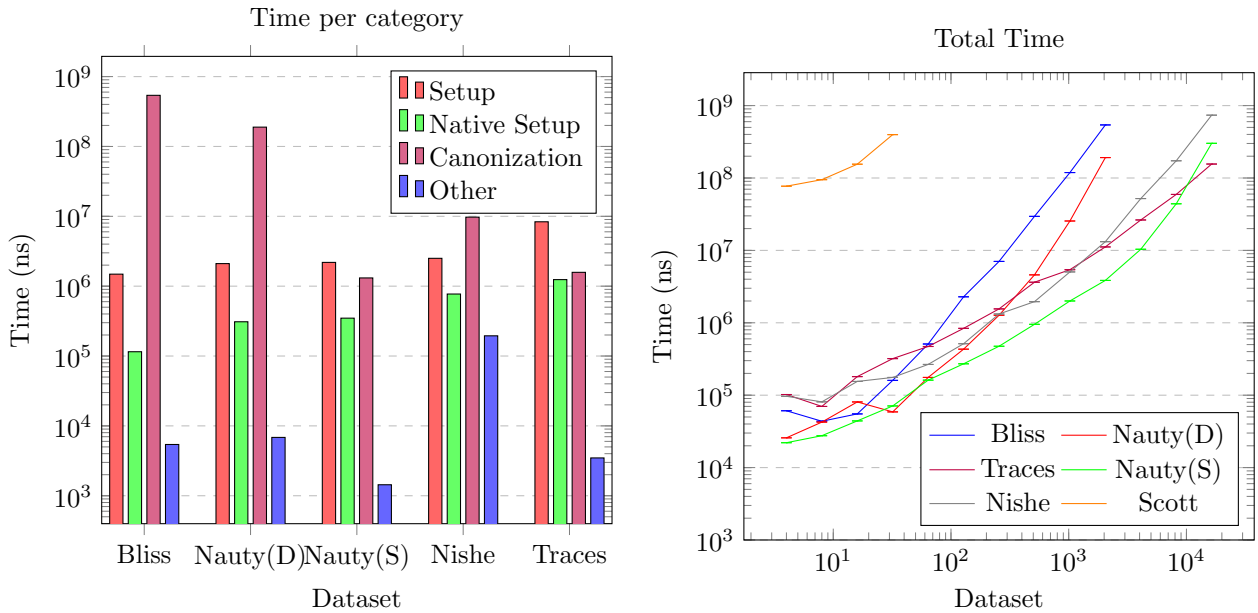 Time per category
Time (ns)
10^9
10^8
10^7
10^6
10^5
10^4
10^3
Setup
Native Setup
Canonization
Other
Bliss Nauty(D) Nauty(S) Nishe Traces
Dataset
Total Time
Time (ns)
10^9
10^8
10^7
10^6
10^5
10^4
10^3
Bliss Nauty(D)
Traces Nauty(S)
Nishe Scott
10^1 10^2 10^3 10^4
Dataset